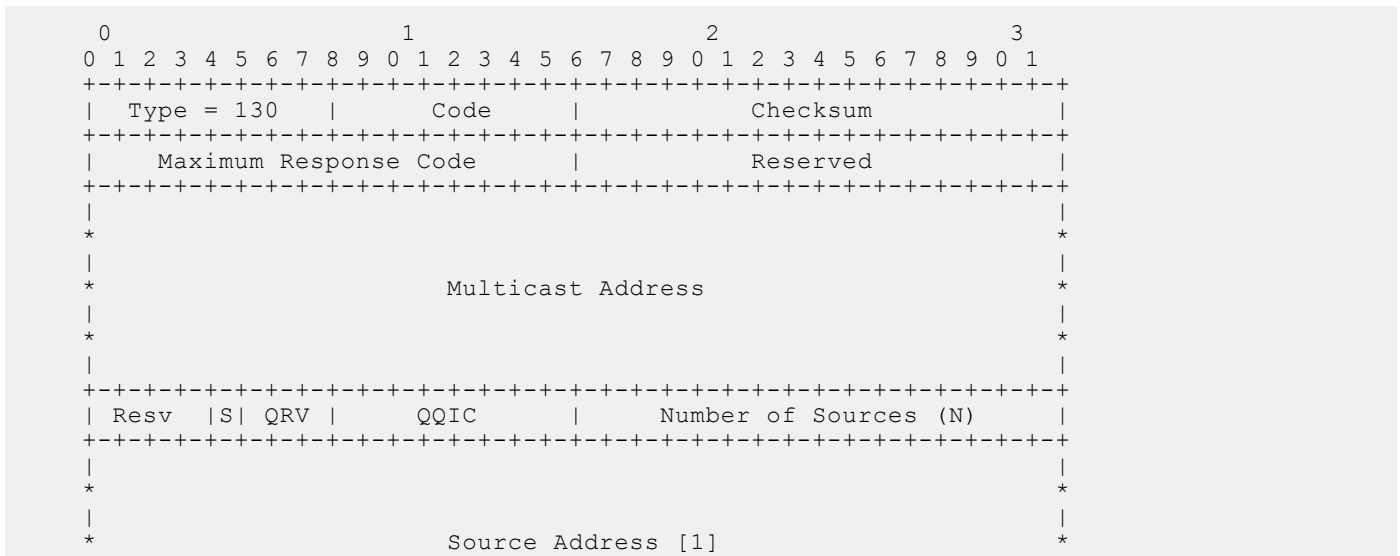 0                   1                   2                   3
0 1 2 3 4 5 6 7 8 9 0 1 2 3 4 5 6 7 8 9 0 1 2 3 4 5 6 7 8 9 0 1
+-+-+-+-+-+-+-+-+-+-+-+-+-+-+-+-+-+-+-+-+-+-+-+-+-+-+-+-+-+-+-+-+
|  Type = 130   |      Code     |           Checksum            |
+-+-+-+-+-+-+-+-+-+-+-+-+-+-+-+-+-+-+-+-+-+-+-+-+-+-+-+-+-+-+-+-+
|    Maximum Response Code      |           Reserved            |
+-+-+-+-+-+-+-+-+-+-+-+-+-+-+-+-+-+-+-+-+-+-+-+-+-+-+-+-+-+-+-+-+
|                                                               |
*                                                               *
|                                                               |
*                       Multicast Address                       *
|                                                               |
*                                                               *
|                                                               |
+-+-+-+-+-+-+-+-+-+-+-+-+-+-+-+-+-+-+-+-+-+-+-+-+-+-+-+-+-+-+-+-+
| Resv  |S| QRV |     QQIC      |     Number of Sources (N)     |
+-+-+-+-+-+-+-+-+-+-+-+-+-+-+-+-+-+-+-+-+-+-+-+-+-+-+-+-+-+-+-+-+
|                                                               |
*                                                               *
|                                                               |
*                       Source Address [1]                      *